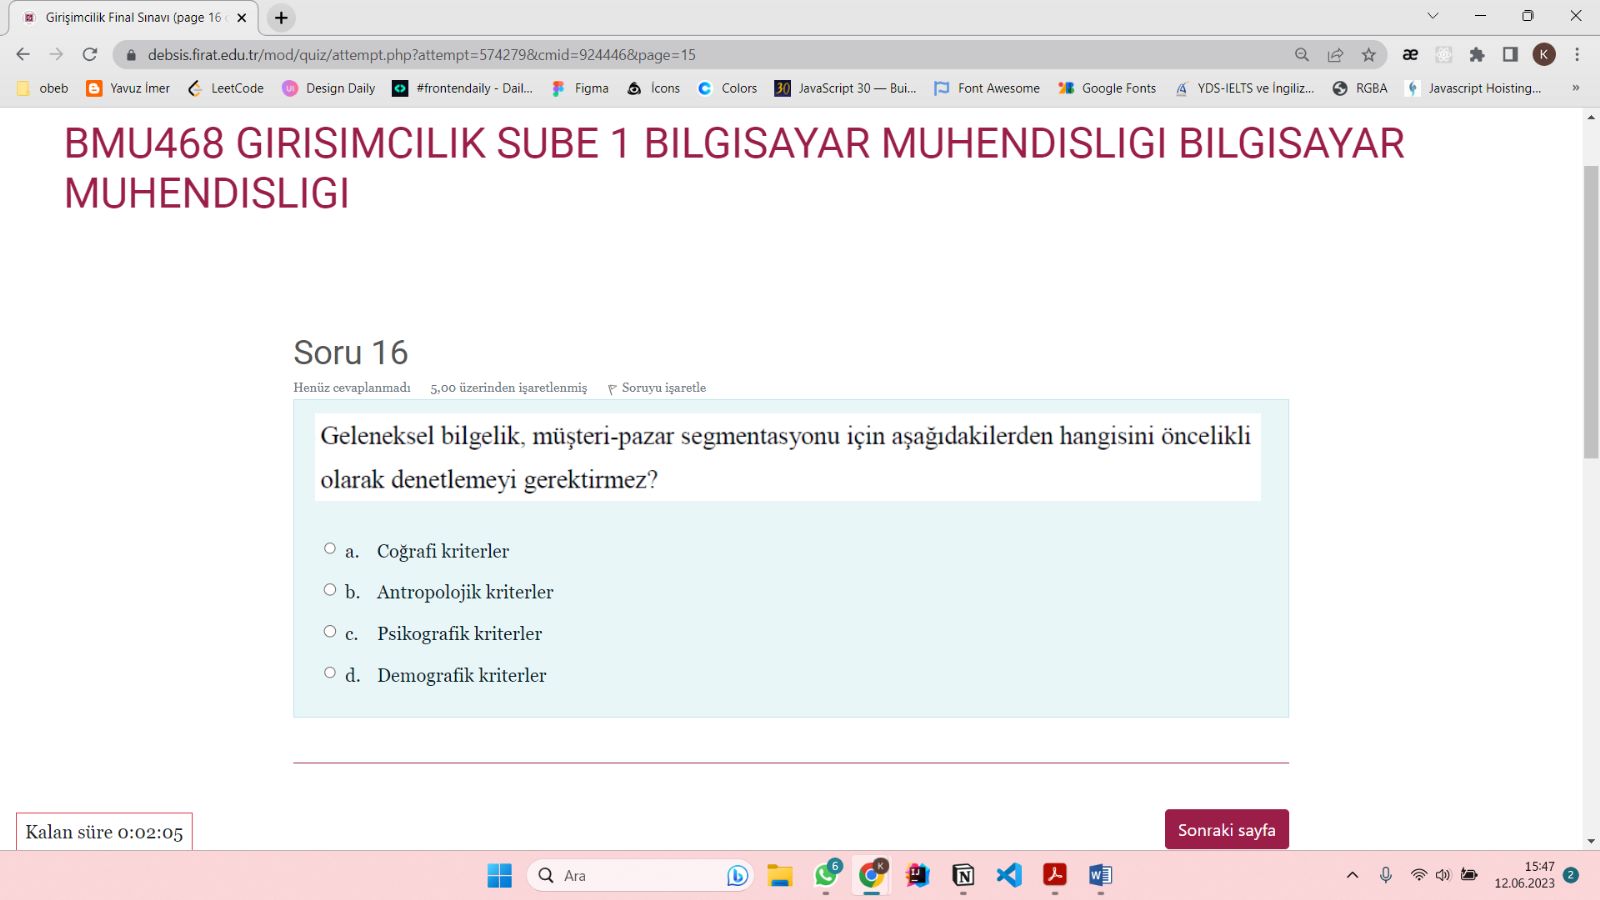 Girişimcilik Final Sınavı (page 16
debsis.firat.edu.tr/mod/quiz/attempt.php?attempt=574279&cmid=924446&page=15
K
obeb
Yavuz İmer
LeetCode
Design Daily
#frontendaily - Dail...
Figma
İcons
Colors
JavaScript 30 — Bui...
Font Awesome
Google Fonts
YDS-IELTS ve İngiliz...
RGBA
Javascript Hoisting...
BMU468 GIRISIMCILIK SUBE 1 BILGISAYAR MUHENDISLIGI BILGISAYAR
MUHENDISLIGI
Soru 16
Henüz cevaplanmadı 5,00 üzerinden işaretlenmiş Soruyu işaretle
Geleneksel bilgelik, müşteri-pazar segmentasyonu için aşağıdakilerden hangisini öncelikli
olarak denetlemeyi gerektirmez?
a. Coğrafi kriterler
b. Antropolojik kriterler
c. Psikografik kriterler
d. Demografik kriterler
Kalan süre 0:02:05
Sonraki sayfa
Ara
6
K
15:47
12.06.2023
2